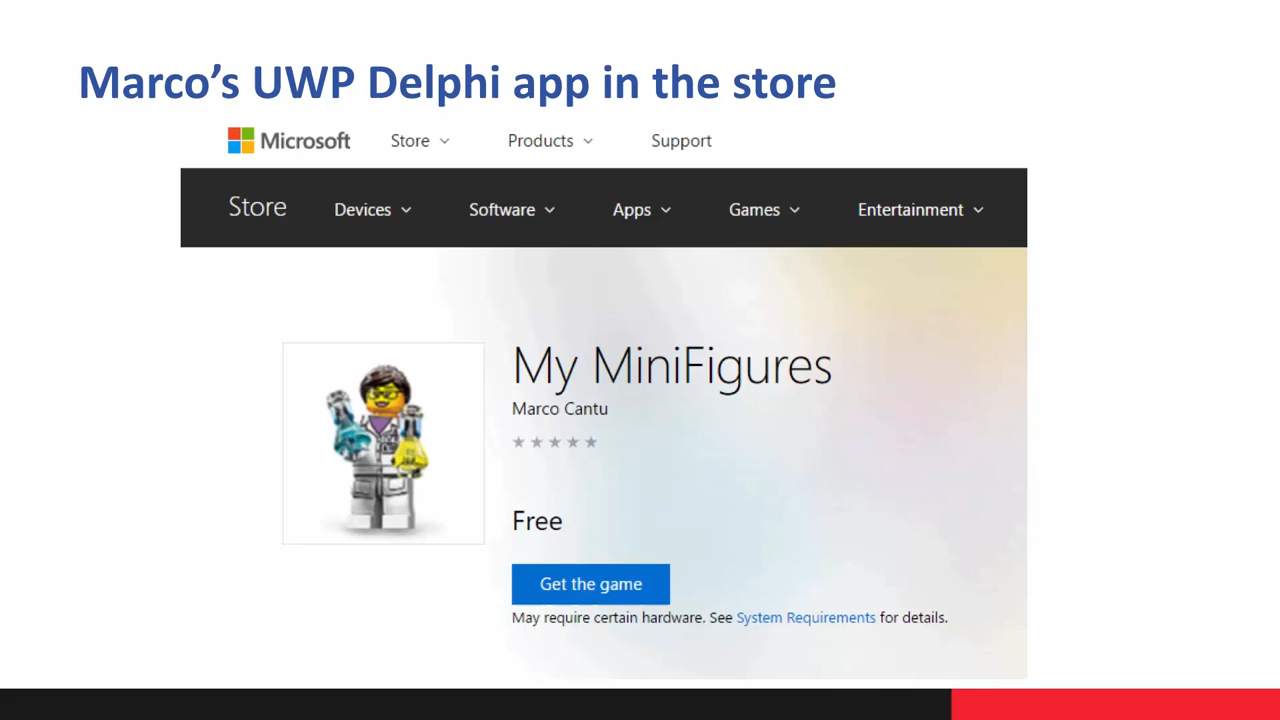 Marco’s UWP Delphi app in the store
Microsoft Store Products Support
Store Devices Software Apps Games Entertainment
My MiniFigures
Marco Cantu
Free
Get the game
May require certain hardware. See System Requirements for details.